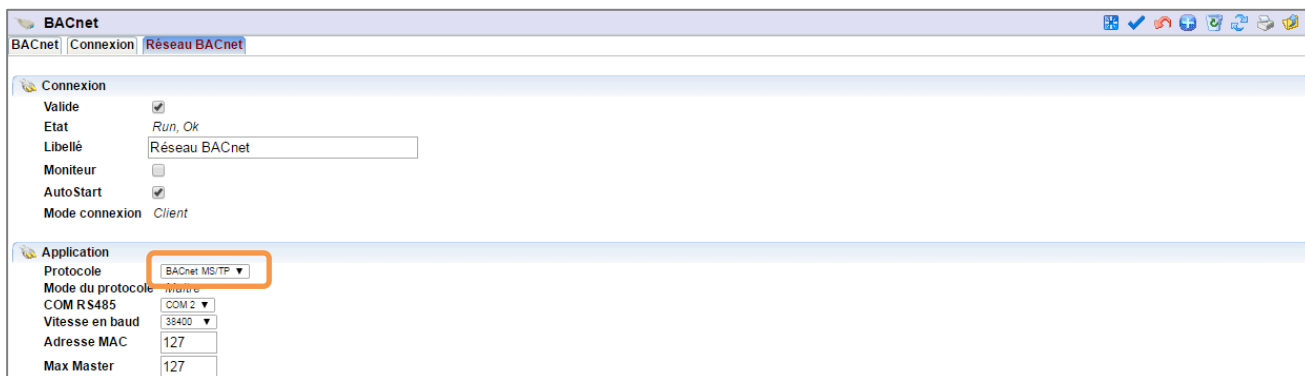 BACnet
BACnet Connexion Réseau BACnet
Connexion
Valide
Etat Run, Ok
Libellé Réseau BACnet
Moniteur
AutoStart
Mode connexion Client
Application
Protocole BACnet MS/TP
Mode du protocole Maitre
COM RS485 COM 2
Vitesse en baud 38400
Adresse MAC 127
Max Master 127